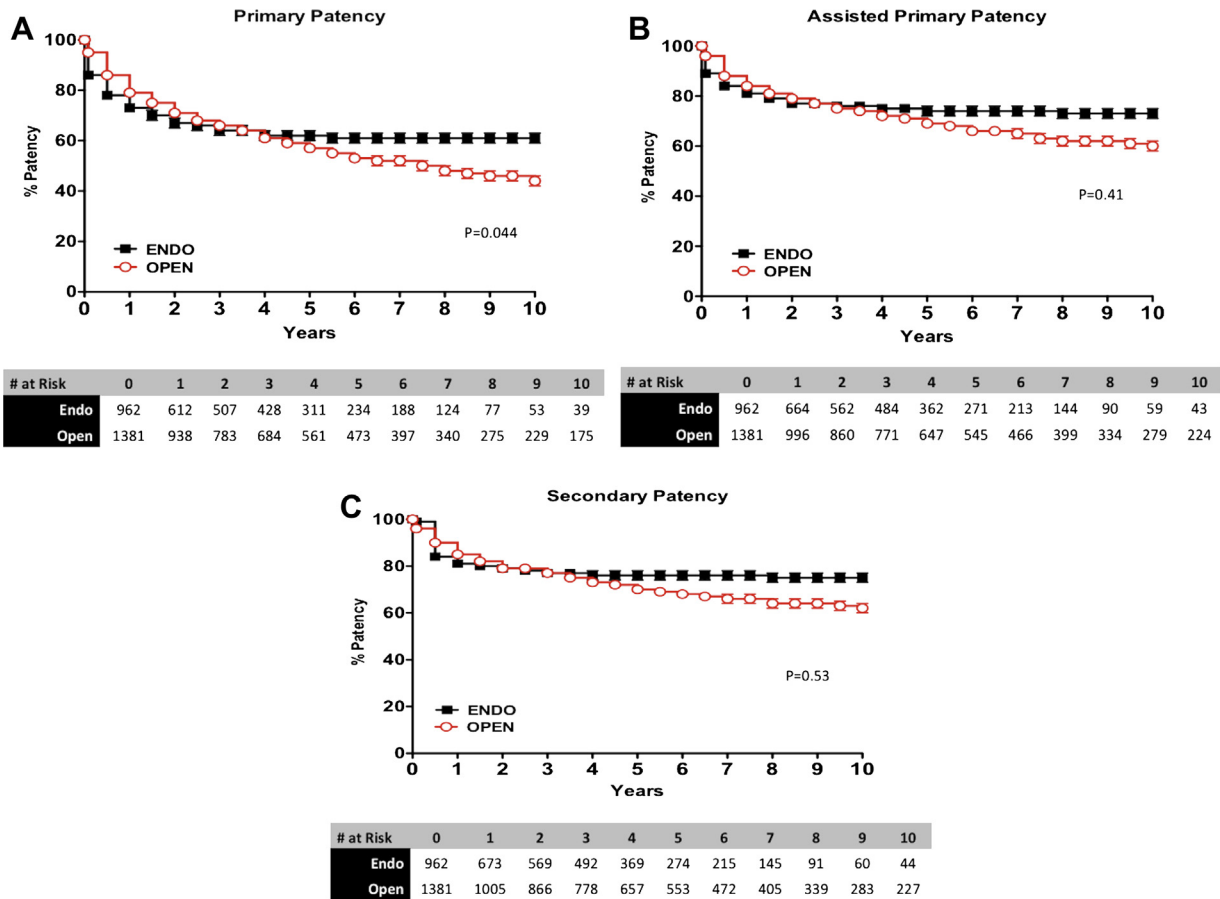 A
Primary Patency
100
80
60
40
20
0
% Patency
P=0.044
ENDO
OPEN
0 1 2 3 4 5 6 7 8 9 10
Years
# at Risk 0 1 2 3 4 5 6 7 8 9 10
Endo 962 612 507 428 311 234 188 124 77 53 39
Open 1381 938 783 684 561 473 397 340 275 229 175
B
Assisted Primary Patency
100
80
60
40
20
0
% Patency
P=0.41
ENDO
OPEN
0 1 2 3 4 5 6 7 8 9 10
Years
# at Risk 0 1 2 3 4 5 6 7 8 9 10
Endo 962 664 562 484 362 271 213 144 90 59 43
Open 1381 996 860 771 647 545 466 399 334 279 224
C
Secondary Patency
100
80
60
40
20
0
% Patency
P=0.53
ENDO
OPEN
0 1 2 3 4 5 6 7 8 9 10
Years
# at Risk 0 1 2 3 4 5 6 7 8 9 10
Endo 962 673 569 492 369 274 215 145 91 60 44
Open 1381 1005 866 778 657 553 472 405 339 283 227